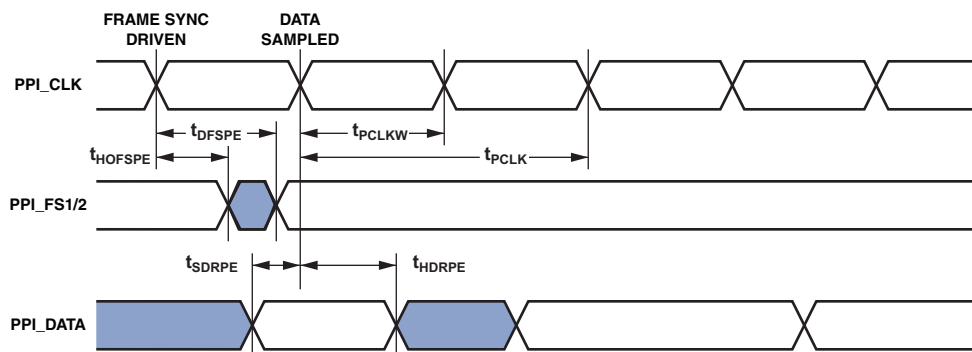 FRAME SYNC
DRIVEN
DATA
SAMPLED
PPI_CLK
tDFSPE
tPCLKW
tHOFSPE
tPCLK
PPI_FS1/2
tSDRPE
tHDRPE
PPI_DATA